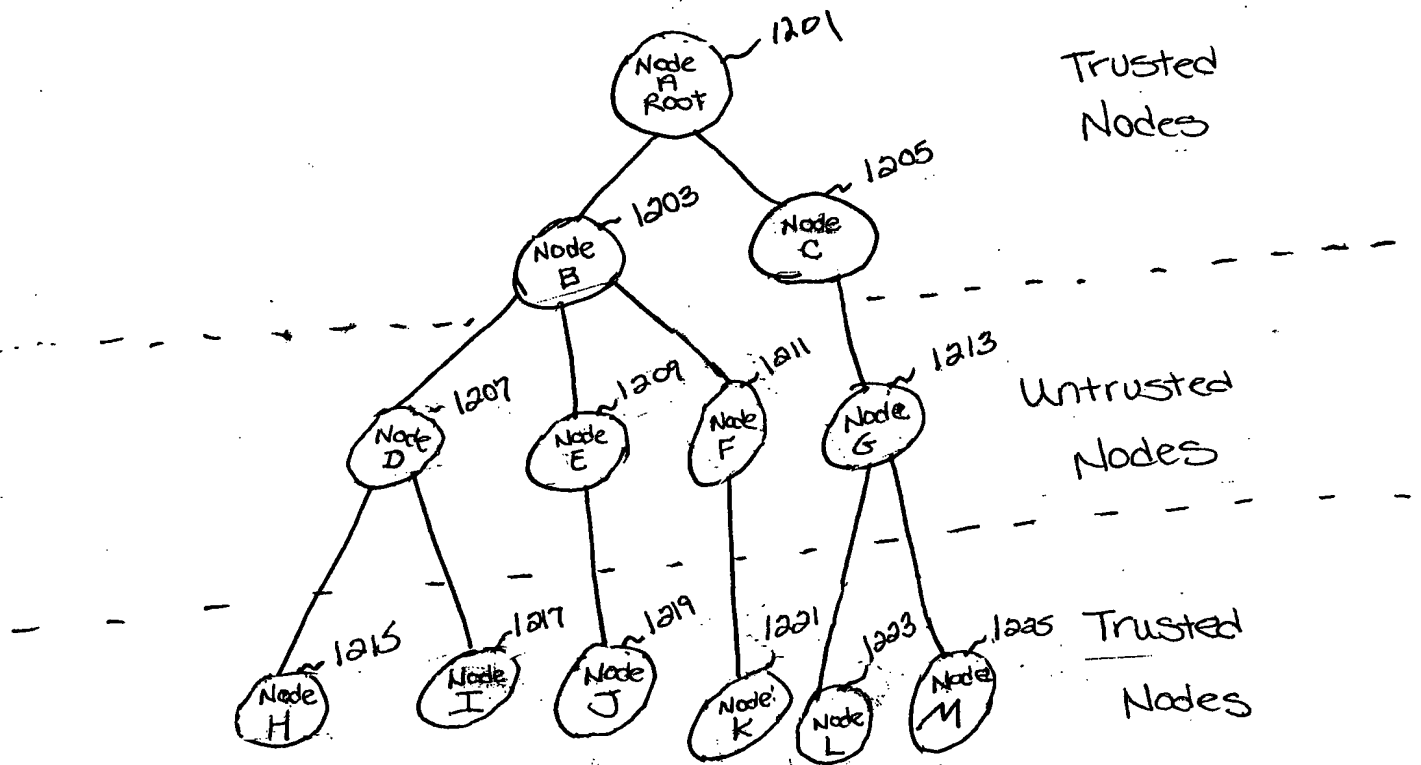 1201
Node
A
Root
Trusted
Nodes
1203
Node
B
1205
Node
C
1207
Node
D
1209
Node
E
1211
Node
F
1213
Node
G
Untrusted
Nodes
1215
Node
H
1217
Node
I
1219
Node
J
1221
Node
K
1223
Node
L
1225
Node
M
Trusted
Nodes